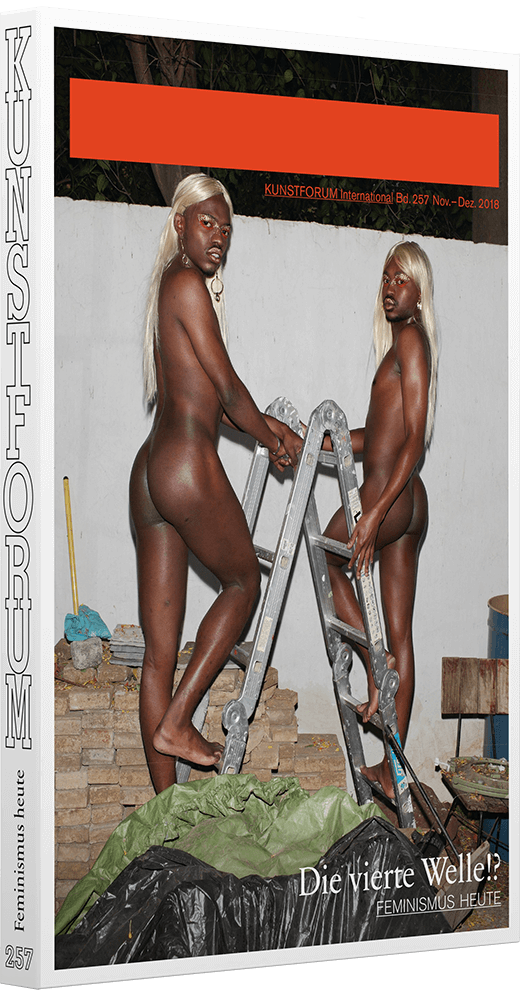 KUNSTFORUM
Feminismus heute
257
KUNSTFORUM International Bd. 257 Nov.–Dez. 2018
Die vierte Welle!?
FEMINISMUS HEUTE